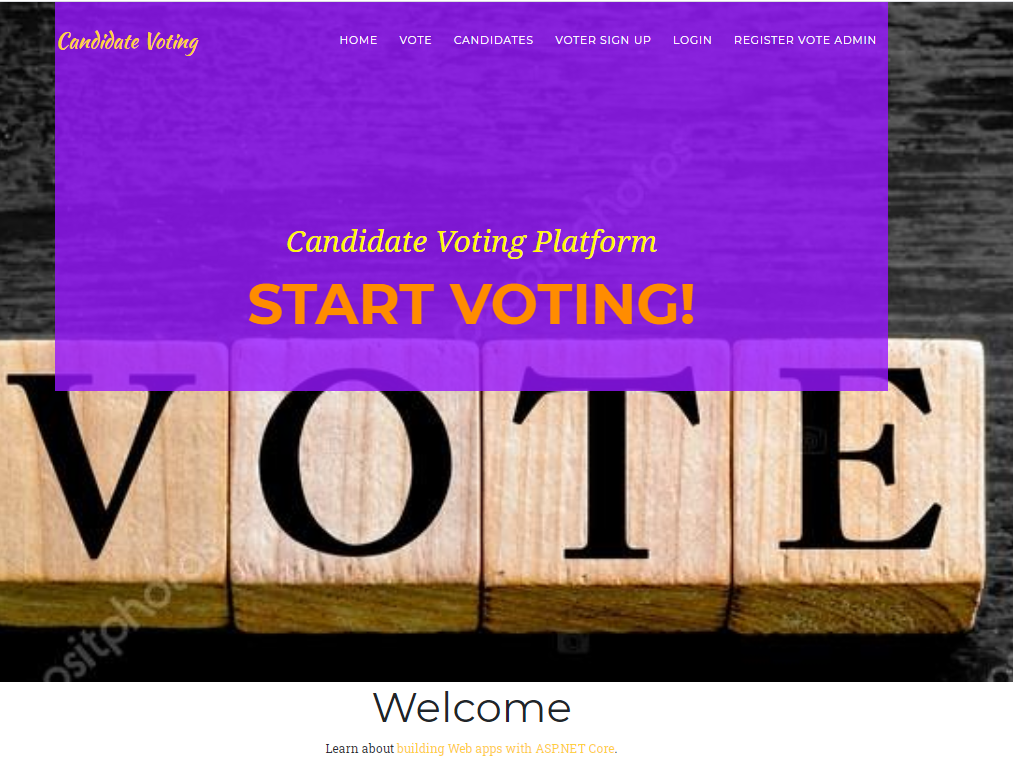 Candidate Voting
HOME VOTE CANDIDATES VOTER SIGN UP LOGIN REGISTER VOTE ADMIN
Candidate Voting Platform
START VOTING!
VOTE
Welcome
Learn about building Web apps with ASP.NET Core.